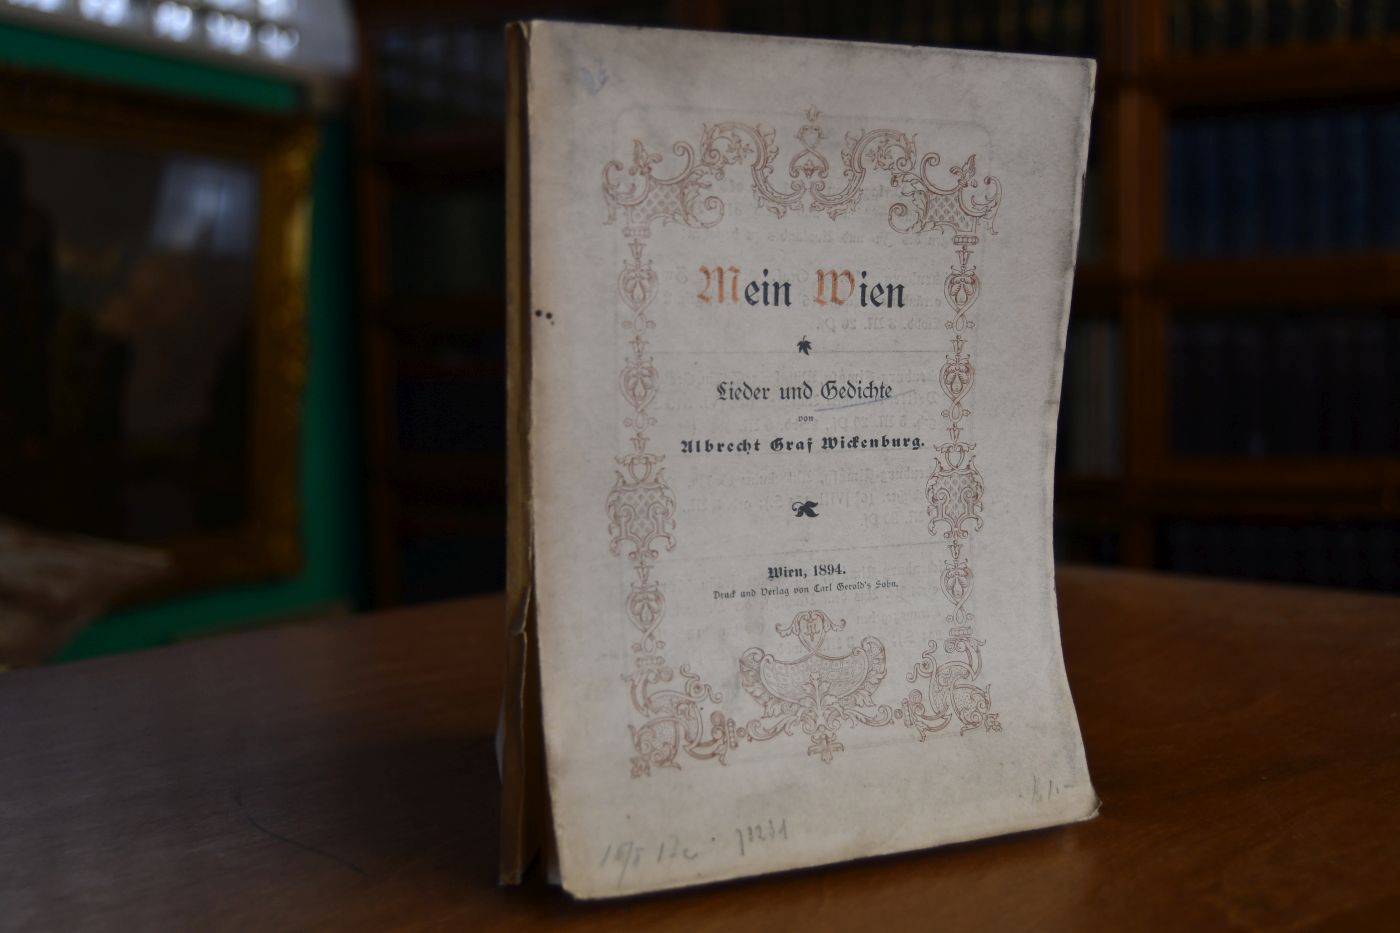 Mein Wien
Lieder und Gedichte
von
Albrecht Graf Wickenburg.
Wien, 1894.
Druck und Verlag von Carl Gerold's Sohn.